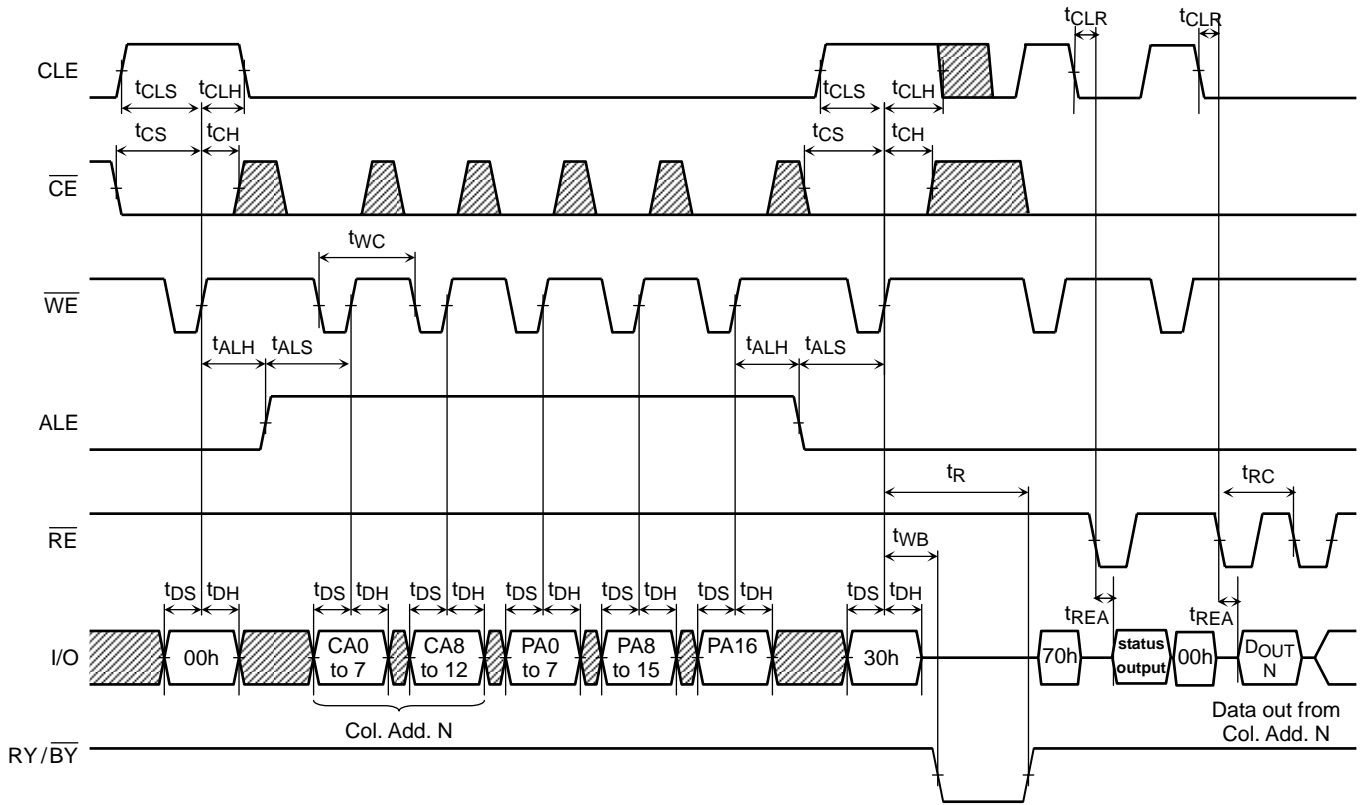 tCLR tCLR
CLE
tCLS tCLH tCLS tCLH
tCS tCH tCS tCH
CE
tWC
WE
tALH tALS tALH tALS
ALE
tR tRC
RE
tWB
tDS tDH tDS tDH tDS tDH tDS tDH tDS tDH tDS tDH tDS tDH
tREA tREA
I/O
00h
CA0
to 7
CA8
to 12
PA0
to 7
PA8
to 15
PA16
30h
70h
status
output
00h
DOUT
N
Col. Add. N
Data out from
Col. Add. N
RY/BY